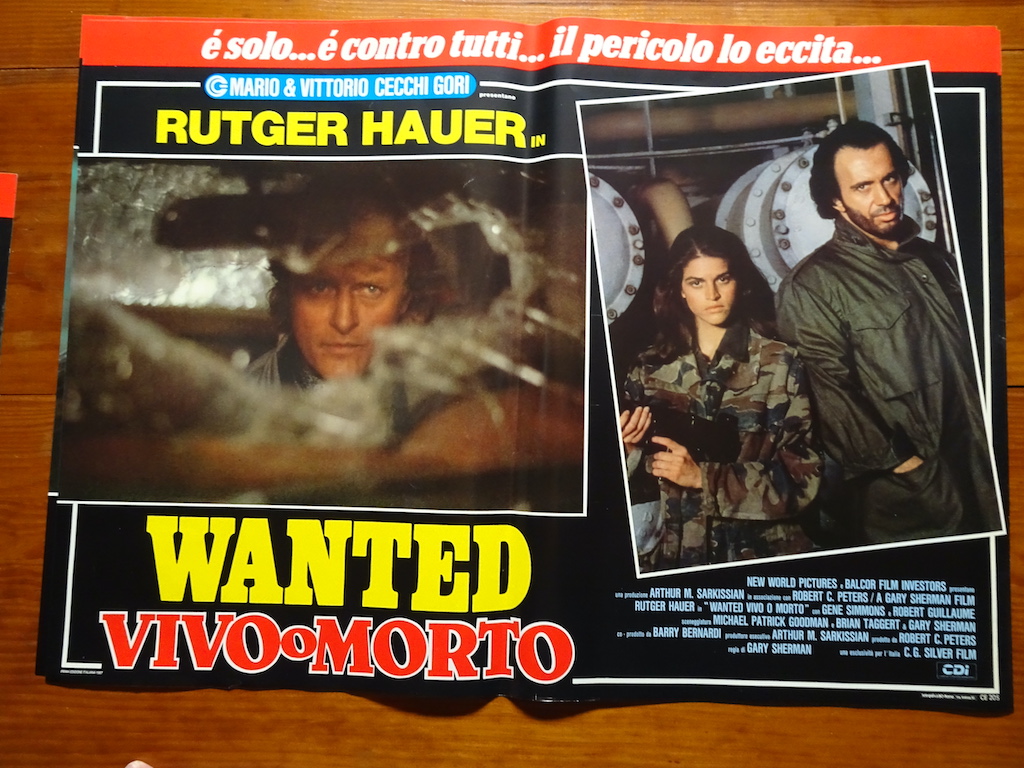 é solo...é contro tutti...il pericolo lo eccita...
MARIO & VITTORIO CECCHI GORI
presentano
RUTGER HAUER IN
WANTED
VIVO o MORTO
NEW WORLD PICTURES e BALCOR FILM INVESTORS presentano
una produzione ARTHUR M. SARKISSIAN in associazione con ROBERT C. PETERS / A GARY SHERMAN FILM
RUTGER HAUER in "WANTED VIVO O MORTO" con GENE SIMMONS e ROBERT GUILLAUME
sceneggiatura MICHAEL PATRICK GOODMAN e BRIAN TAGGERT & GARY SHERMAN
co - prodotto da BARRY BERNARDI produttore esecutivo ARTHUR M. SARKISSIAN prodotto da ROBERT C. PETERS
regia di GARY SHERMAN una esclusività per l'Italia C.G. SILVER FILM
CDI
CE 205